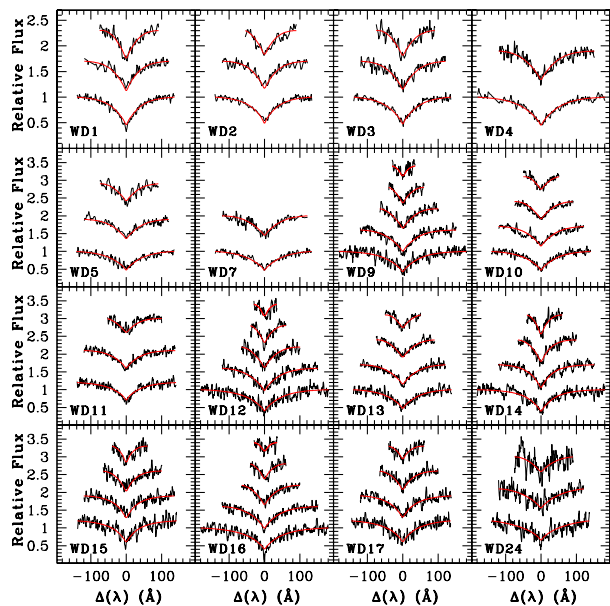 Relative Flux
2.5
2
1.5
1
0.5
WD1
WD2
WD3
WD4
Relative Flux
3.5
3
2.5
2
1.5
1
0.5
WD5
WD7
WD9
WD10
Relative Flux
3.5
3
2.5
2
1.5
1
0.5
WD11
WD12
WD13
WD14
Relative Flux
3.5
3
2.5
2
1.5
1
0.5
WD15
WD16
WD17
WD24
−100 0 100
−100 0 100
−100 0 100
−100 0 100
Δ(λ) (Å)
Δ(λ) (Å)
Δ(λ) (Å)
Δ(λ) (Å)